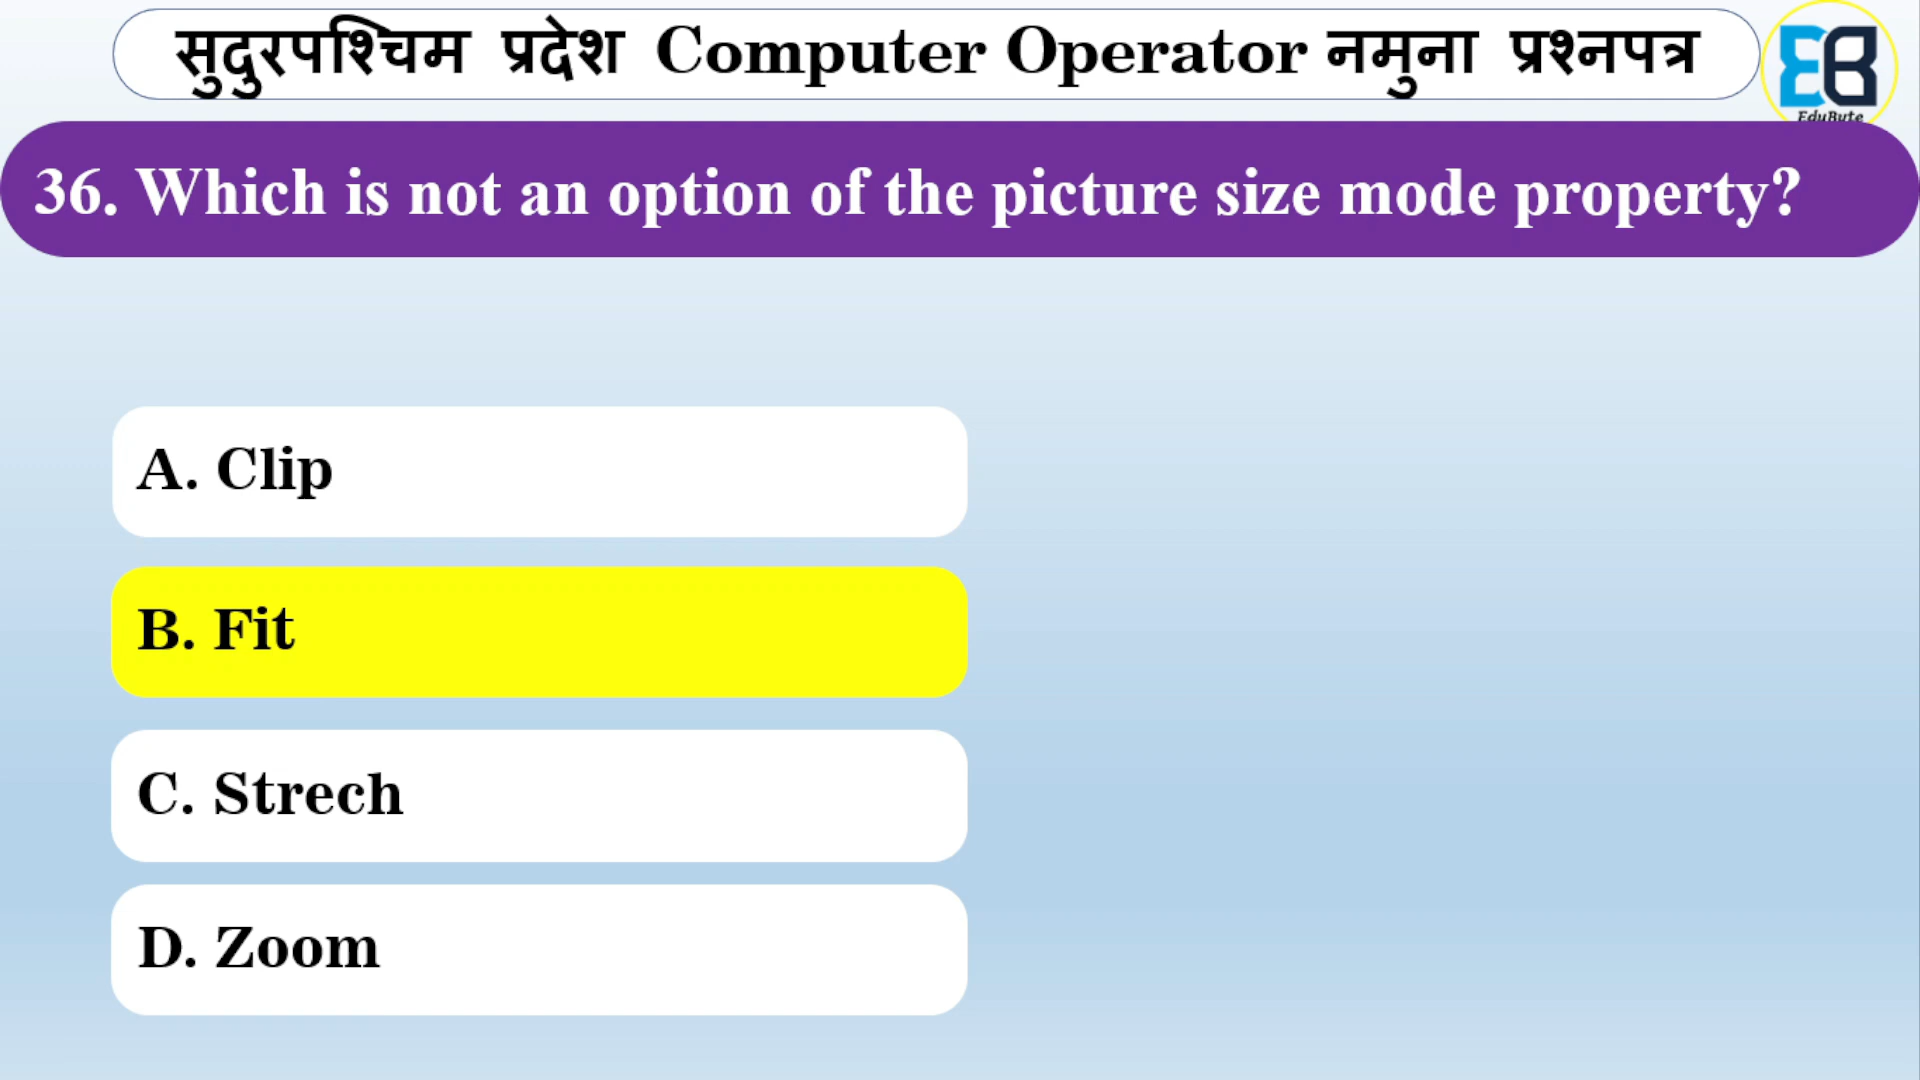 सुदुरपश्चिम प्रदेश Computer Operator नमुना प्रश्नपत्र
EduByte
36. Which is not an option of the picture size mode property?
A. Clip
B. Fit
C. Strech
D. Zoom